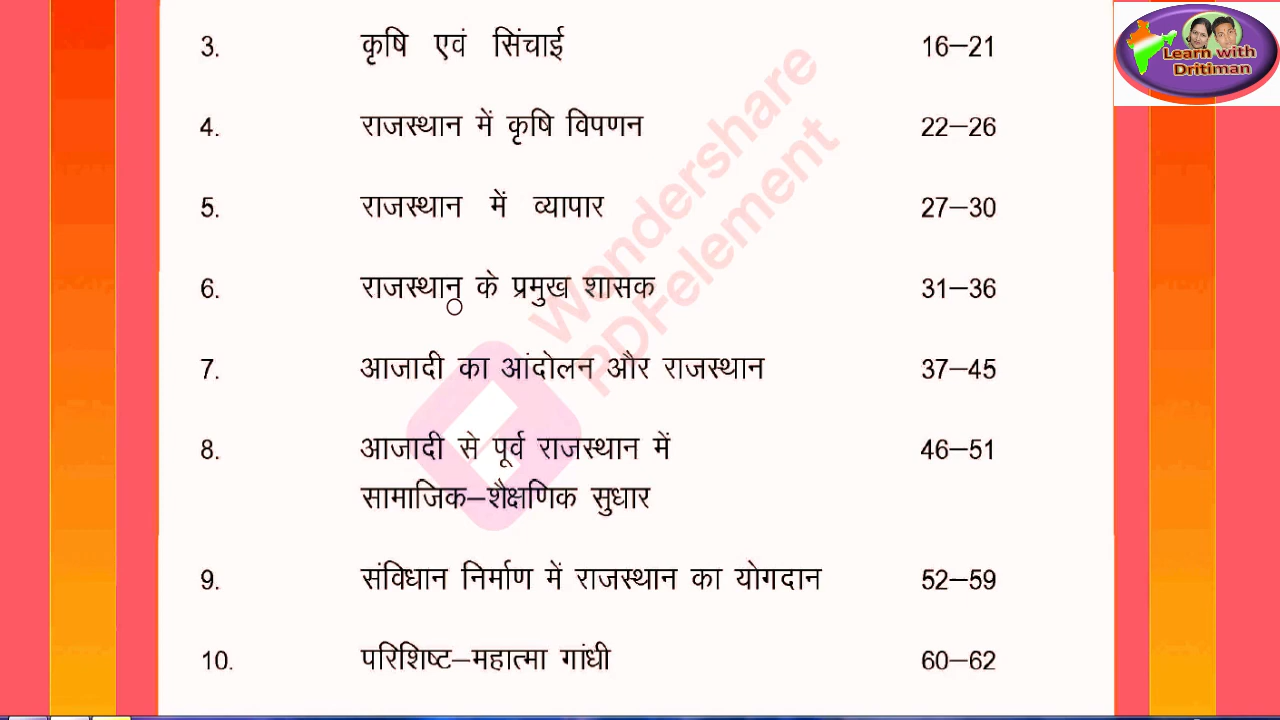 Learn with
Dritiman
3. कृषि एवं सिंचाई 16–21
4. राजस्थान में कृषि विपणन 22–26
5. राजस्थान में व्यापार 27–30
6. राजस्थान के प्रमुख शासक 31–36
7. आजादी का आंदोलन और राजस्थान 37–45
8. आजादी से पूर्व राजस्थान में 46–51
सामाजिक–शैक्षणिक सुधार
9. संविधान निर्माण में राजस्थान का योगदान 52–59
10. परिशिष्ट–महात्मा गांधी 60–62
Wondershare
PDFelement